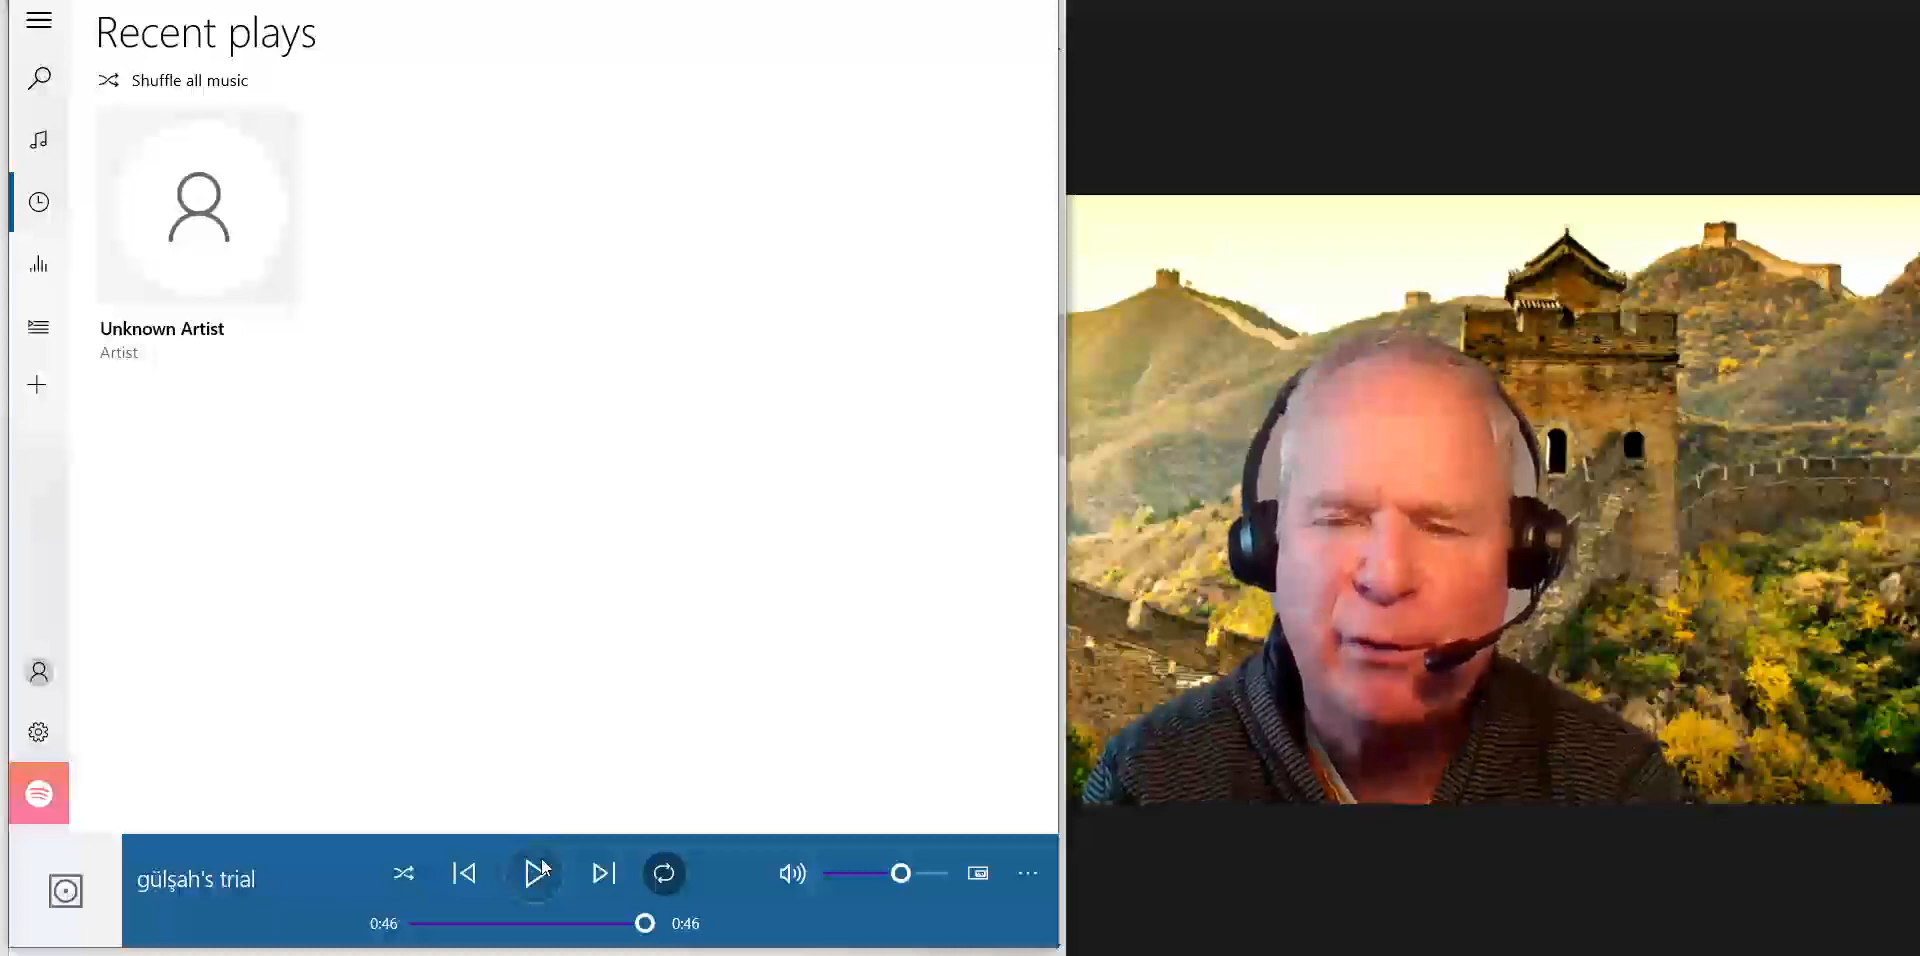 Recent plays
Shuffle all music
Unknown Artist
Artist
gülşah's trial
0:46
0:46